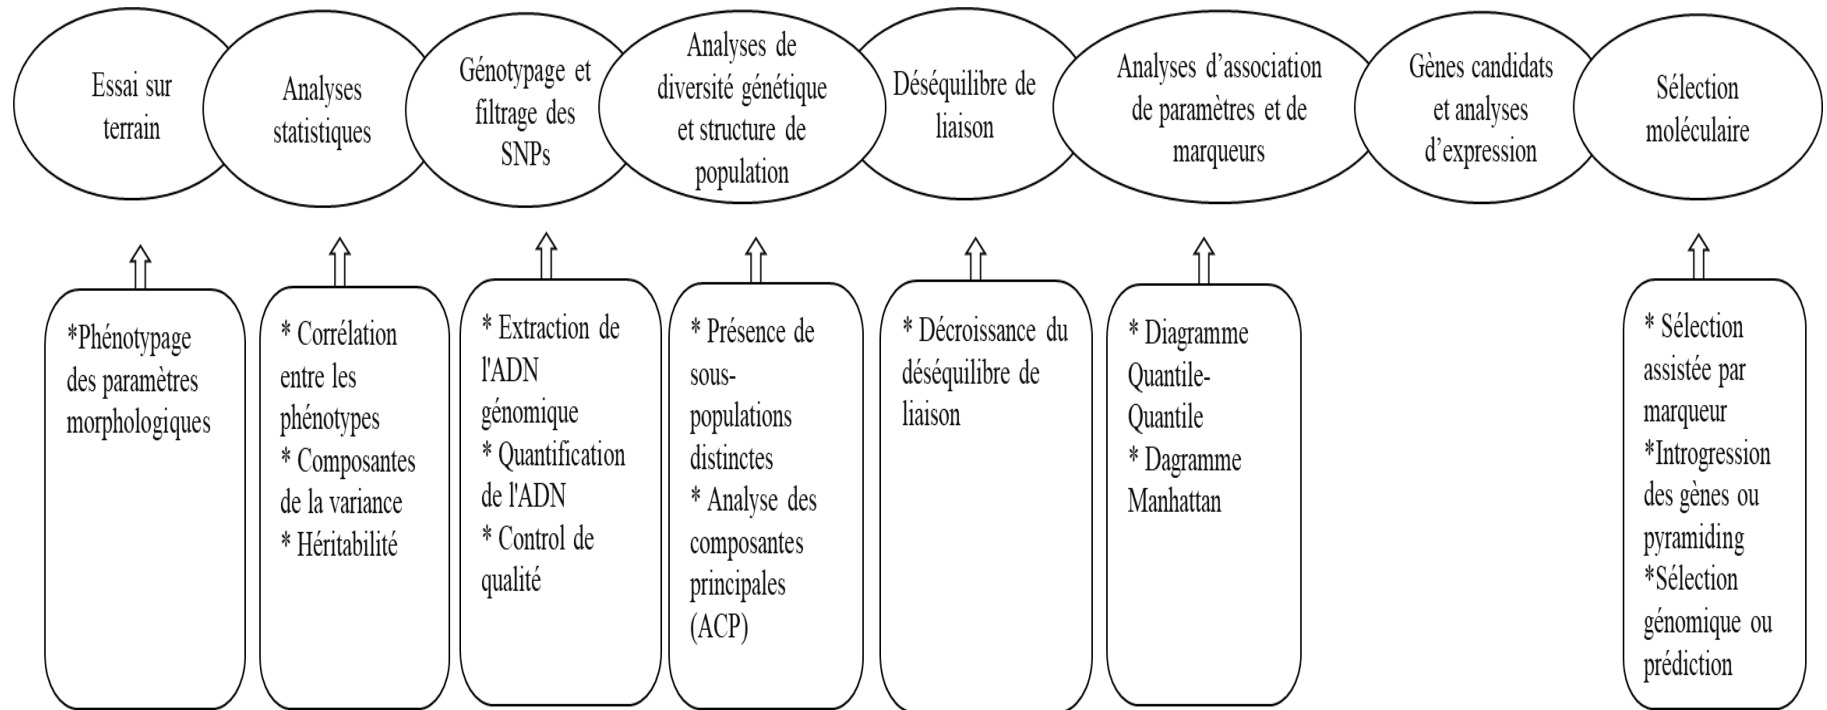 Essai sur
terrain
Analyses
statistiques
Génotypage et
filtrage des
SNPs
Analyses de
diversité génétique
et structure de
population
Déséquilibre de
liaison
Analyses d’association
de paramètres et de
marqueurs
Gènes candidats
et analyses
d’expression
Sélection
moléculaire
*Phénotypage
des paramètres
morphologiques
* Corrélation
entre les
phénotypes
* Composantes
de la variance
* Héritabilité
* Extraction de
l'ADN
génomique
* Quantification
de l'ADN
* Control de
qualité
* Présence de
sous-
populations
distinctes
* Analyse des
composantes
principales
(ACP)
* Décroissance du
déséquilibre de
liaison
* Diagramme
Quantile-
Quantile
* Dagramme
Manhattan
* Sélection
assistée par
marqueur
*Introgression
des gènes ou
pyramiding
*Sélection
génomique ou
prédiction